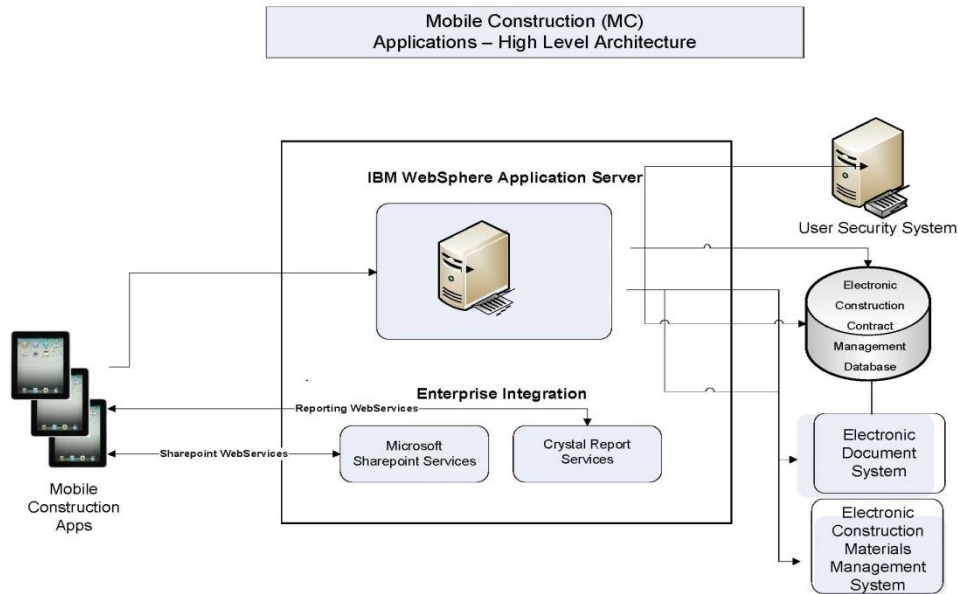 Mobile Construction (MC)
Applications – High Level Architecture
IBM WebSphere Application Server
User Security System
Electronic
Construction
Contract
Management
Database
Enterprise Integration
Reporting WebServices
Sharepoint WebServices
Microsoft
Sharepoint Services
Crystal Report
Services
Mobile
Construction
Apps
Electronic
Document
System
Electronic
Construction
Materials
Management
System